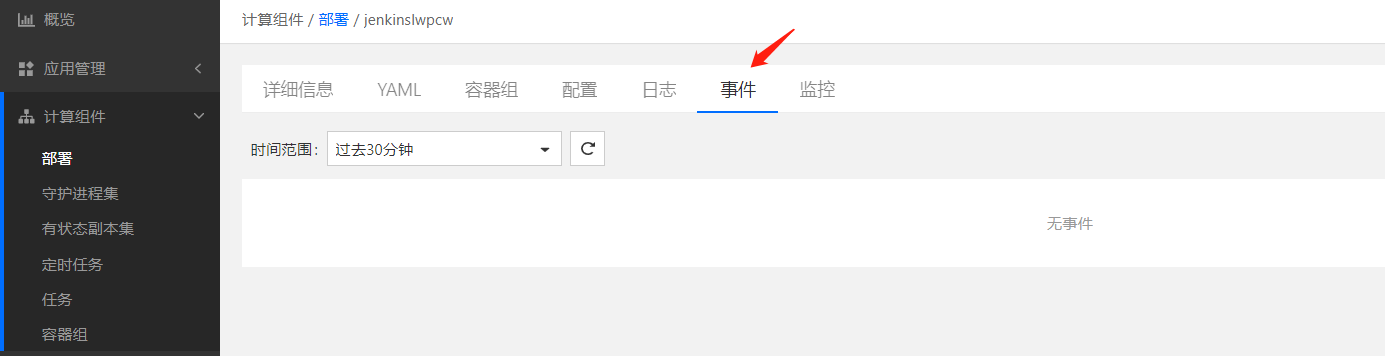 概览
应用管理
计算组件
部署
守护进程集
有状态副本集
定时任务
任务
容器组
计算组件 / 部署 / jenkinslwpcw
详细信息 YAML 容器组 配置 日志 事件 监控
时间范围: 过去30分钟
无事件